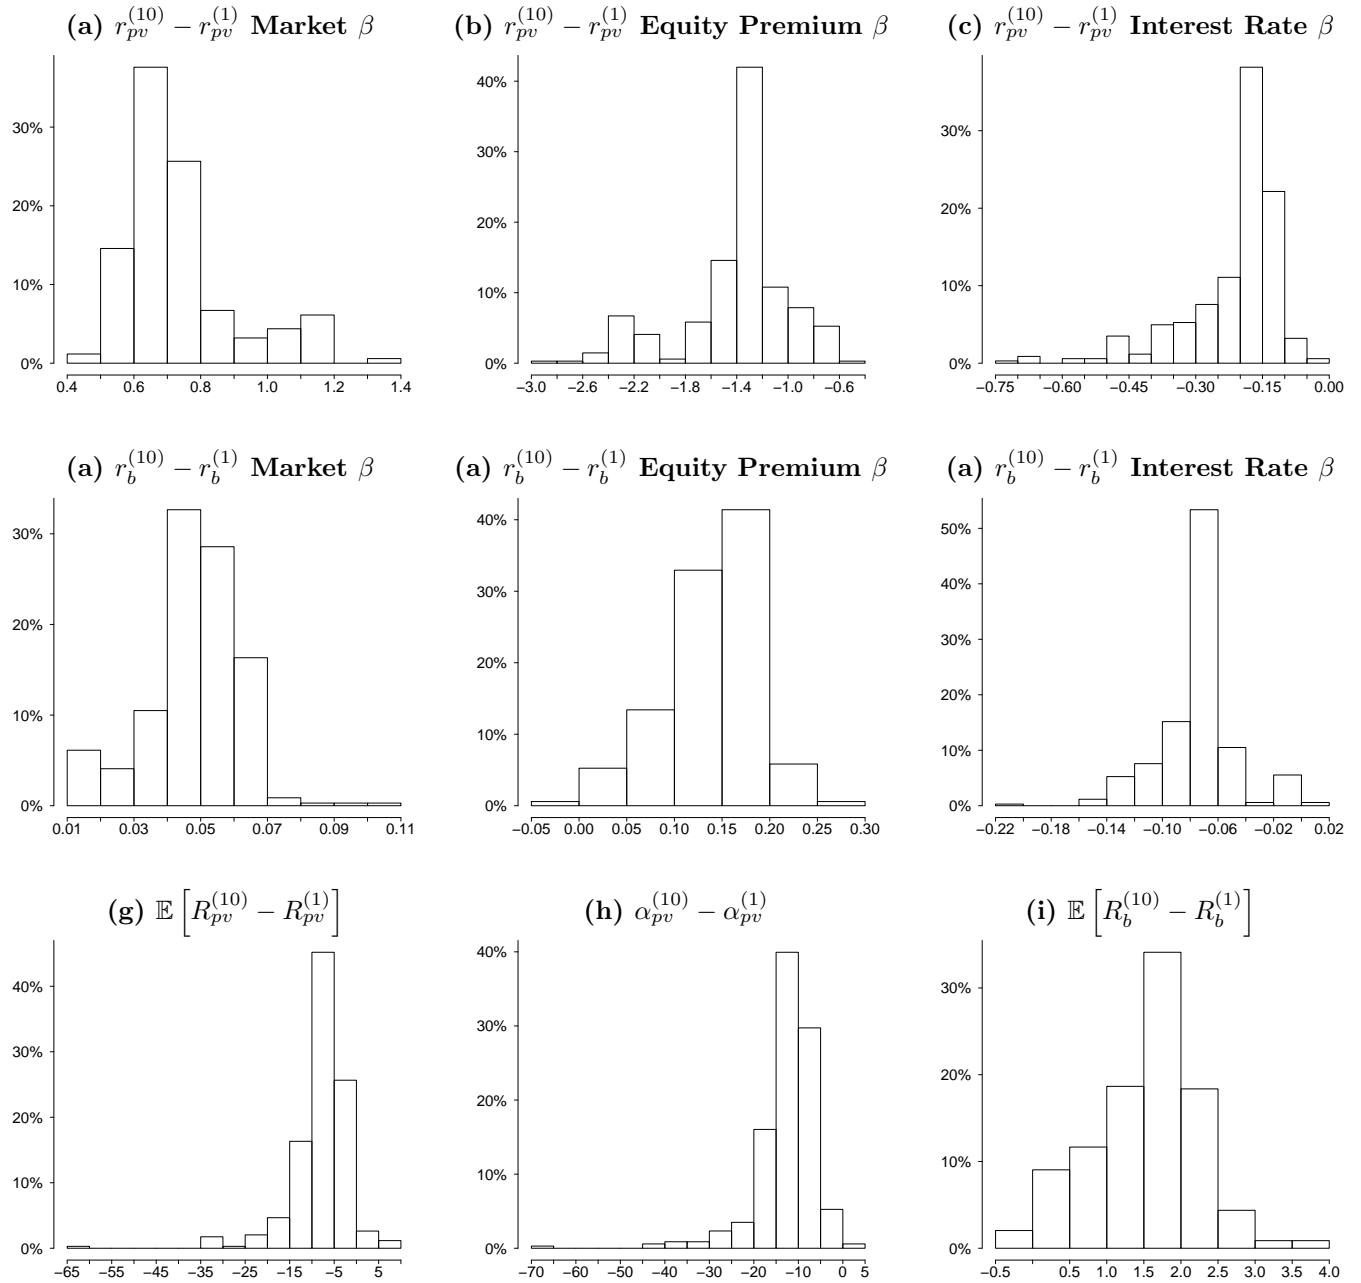 (a) r_{pv}^{(10)} − r_{pv}^{(1)} Market β
(b) r_{pv}^{(10)} − r_{pv}^{(1)} Equity Premium β
(c) r_{pv}^{(10)} − r_{pv}^{(1)} Interest Rate β
30%
20%
10%
0%
0.4 0.6 0.8 1.0 1.2 1.4
40%
30%
20%
10%
0%
−3.0 −2.6 −2.2 −1.8 −1.4 −1.0 −0.6
30%
20%
10%
0%
−0.75 −0.60 −0.45 −0.30 −0.15 0.00
(a) r_b^{(10)} − r_b^{(1)} Market β
(a) r_b^{(10)} − r_b^{(1)} Equity Premium β
(a) r_b^{(10)} − r_b^{(1)} Interest Rate β
30%
20%
10%
0%
0.01 0.03 0.05 0.07 0.09 0.11
40%
30%
20%
10%
0%
−0.05 0.00 0.05 0.10 0.15 0.20 0.25 0.30
50%
40%
30%
20%
10%
0%
−0.22 −0.18 −0.14 −0.10 −0.06 −0.02 0.02
(g) 𝔼 [R_{pv}^{(10)} − R_{pv}^{(1)}]
(h) α_{pv}^{(10)} − α_{pv}^{(1)}
(i) 𝔼 [R_b^{(10)} − R_b^{(1)}]
40%
30%
20%
10%
0%
−65 −55 −45 −35 −25 −15 −5 5
40%
30%
20%
10%
0%
−70 −60 −50 −40 −30 −20 −10 0 5
30%
20%
10%
0%
−0.5 0.5 1.0 1.5 2.0 2.5 3.0 3.5 4.0